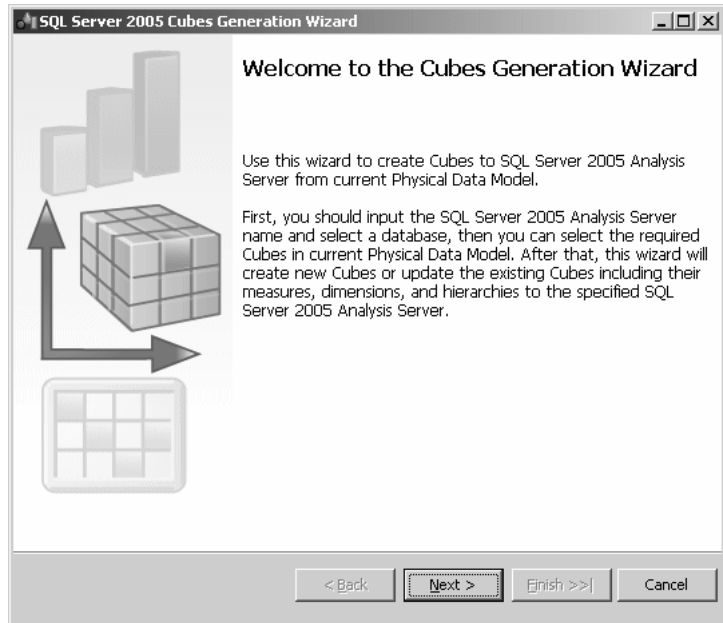 SQL Server 2005 Cubes Generation Wizard
Welcome to the Cubes Generation Wizard
Use this wizard to create Cubes to SQL Server 2005 Analysis
Server from current Physical Data Model.
First, you should input the SQL Server 2005 Analysis Server
name and select a database, then you can select the required
Cubes in current Physical Data Model. After that, this wizard will
create new Cubes or update the existing Cubes including their
measures, dimensions, and hierarchies to the specified SQL
Server 2005 Analysis Server.
< Back Next > Finish >>| Cancel